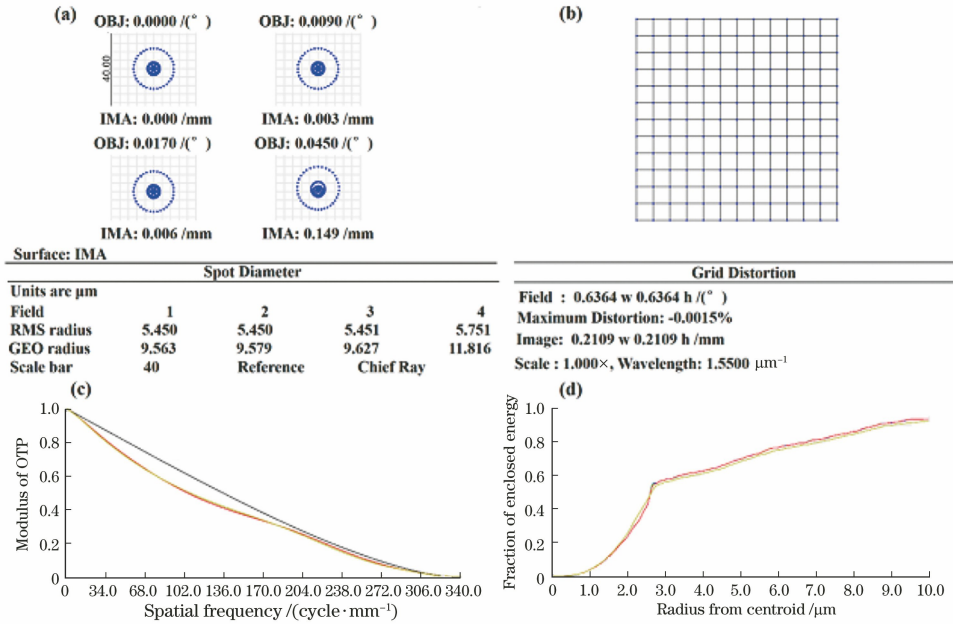 (a)
OBJ: 0.0000 /(°)
OBJ: 0.0090 /(°)
40.00
IMA: 0.000 /mm
IMA: 0.003 /mm
OBJ: 0.0170 /(°)
OBJ: 0.0450 /(°)
IMA: 0.006 /mm
IMA: 0.149 /mm
Surface: IMA
Spot Diameter
Units are μm
Field 1 2 3 4
RMS radius 5.450 5.450 5.451 5.751
GEO radius 9.563 9.579 9.627 11.816
Scale bar 40 Reference Chief Ray
(b)
Grid Distortion
Field : 0.6364 w 0.6364 h /(°)
Maximum Distortion: -0.0015%
Image: 0.2109 w 0.2109 h /mm
Scale : 1.000×, Wavelength: 1.5500 μm⁻¹
(c)
Modulus of OTP
1.0
0.8
0.6
0.4
0.2
0
0 34.0 68.0 102.0 136.0 170.0 204.0 238.0 272.0 306.0 340.0
Spatial frequency /(cycle·mm⁻¹)
(d)
Fraction of enclosed energy
1.0
0.8
0.6
0.4
0.2
0
0 1.0 2.0 3.0 4.0 5.0 6.0 7.0 8.0 9.0 10.0
Radius from centroid /μm